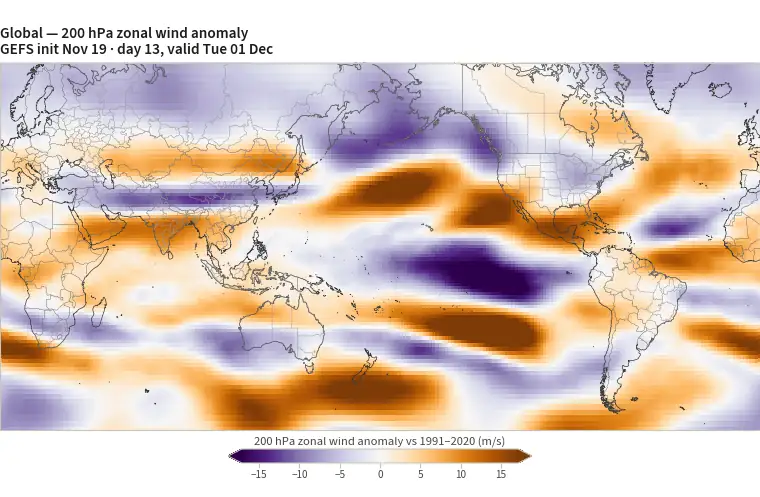 Global — 200 hPa zonal wind anomaly
GEFS init Nov 19 · day 13, valid Tue 01 Dec
200 hPa zonal wind anomaly vs 1991–2020 (m/s)
−15 −10 −5 0 5 10 15